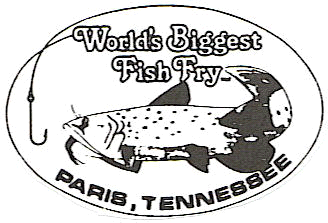 World's Biggest
Fish Fry
PARIS, TENNESSEE